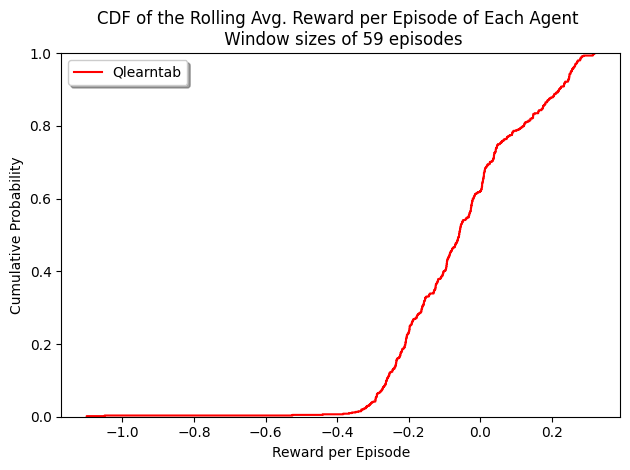 CDF of the Rolling Avg. Reward per Episode of Each Agent
Window sizes of 59 episodes
Qlearntab
Cumulative Probability
1.0
0.8
0.6
0.4
0.2
0.0
−1.0 −0.8 −0.6 −0.4 −0.2 0.0 0.2
Reward per Episode